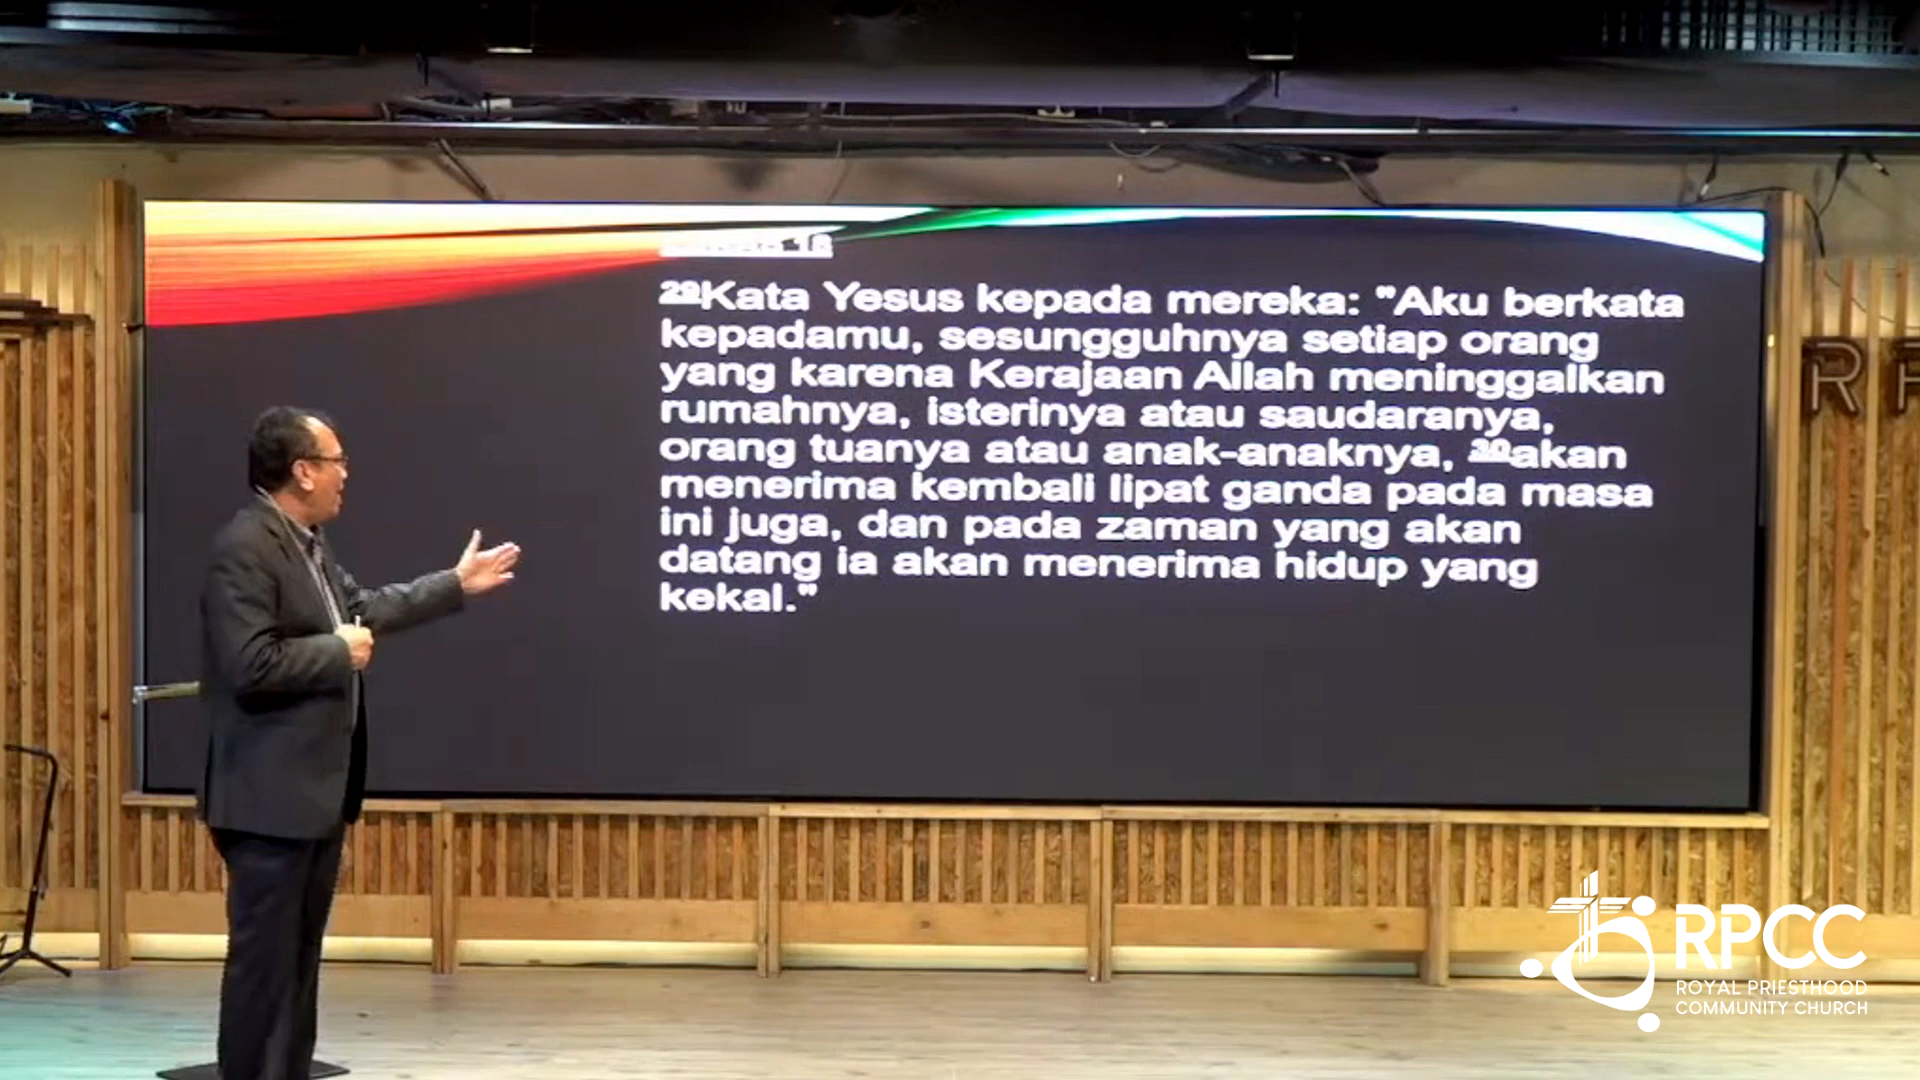 18
29Kata Yesus kepada mereka: "Aku berkata
kepadamu, sesungguhnya setiap orang
yang karena Kerajaan Allah meninggalkan
rumahnya, isterinya atau saudaranya,
orang tuanya atau anak-anaknya, 30akan
menerima kembali lipat ganda pada masa
ini juga, dan pada zaman yang akan
datang ia akan menerima hidup yang
kekal."
R
RPCC
ROYAL PRIESTHOOD
COMMUNITY CHURCH